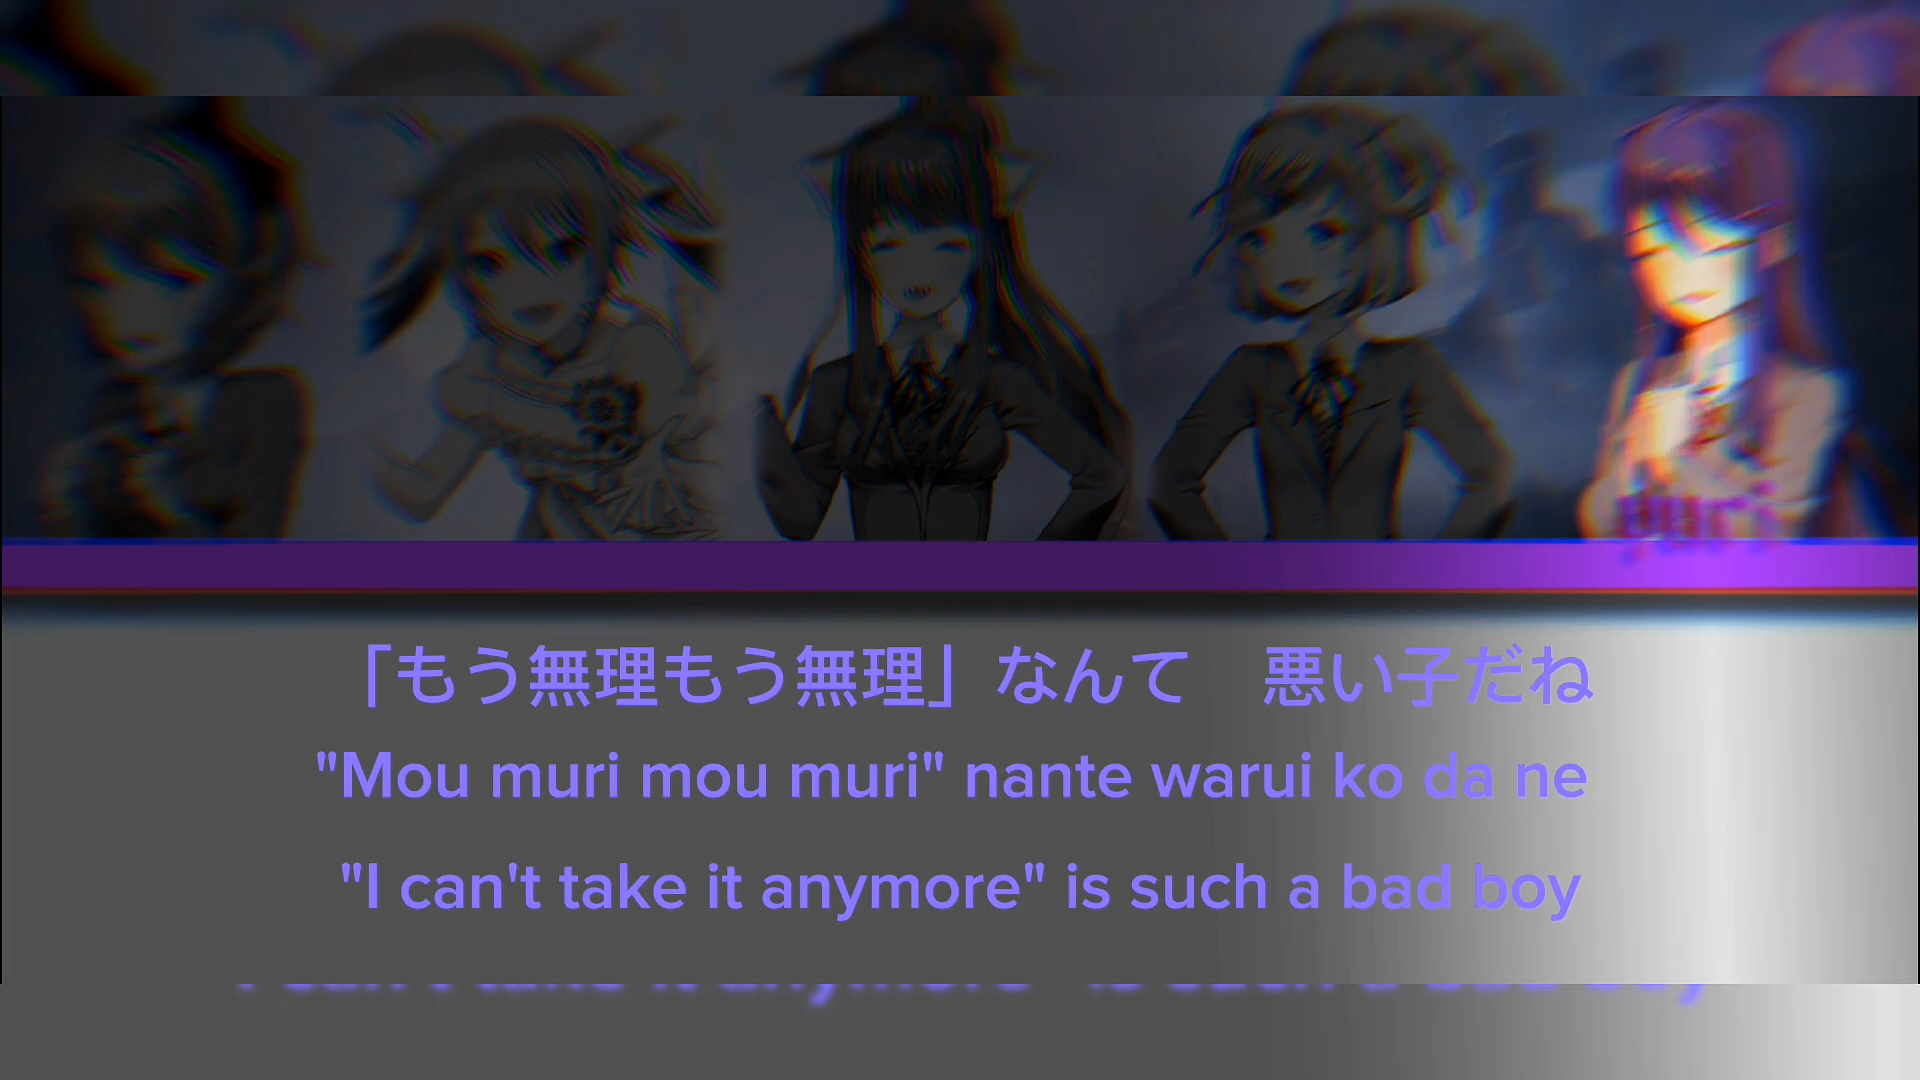 yuri
「もう無理もう無理」なんて　悪い子だね
"Mou muri mou muri" nante warui ko da ne
"I can't take it anymore" is such a bad boy